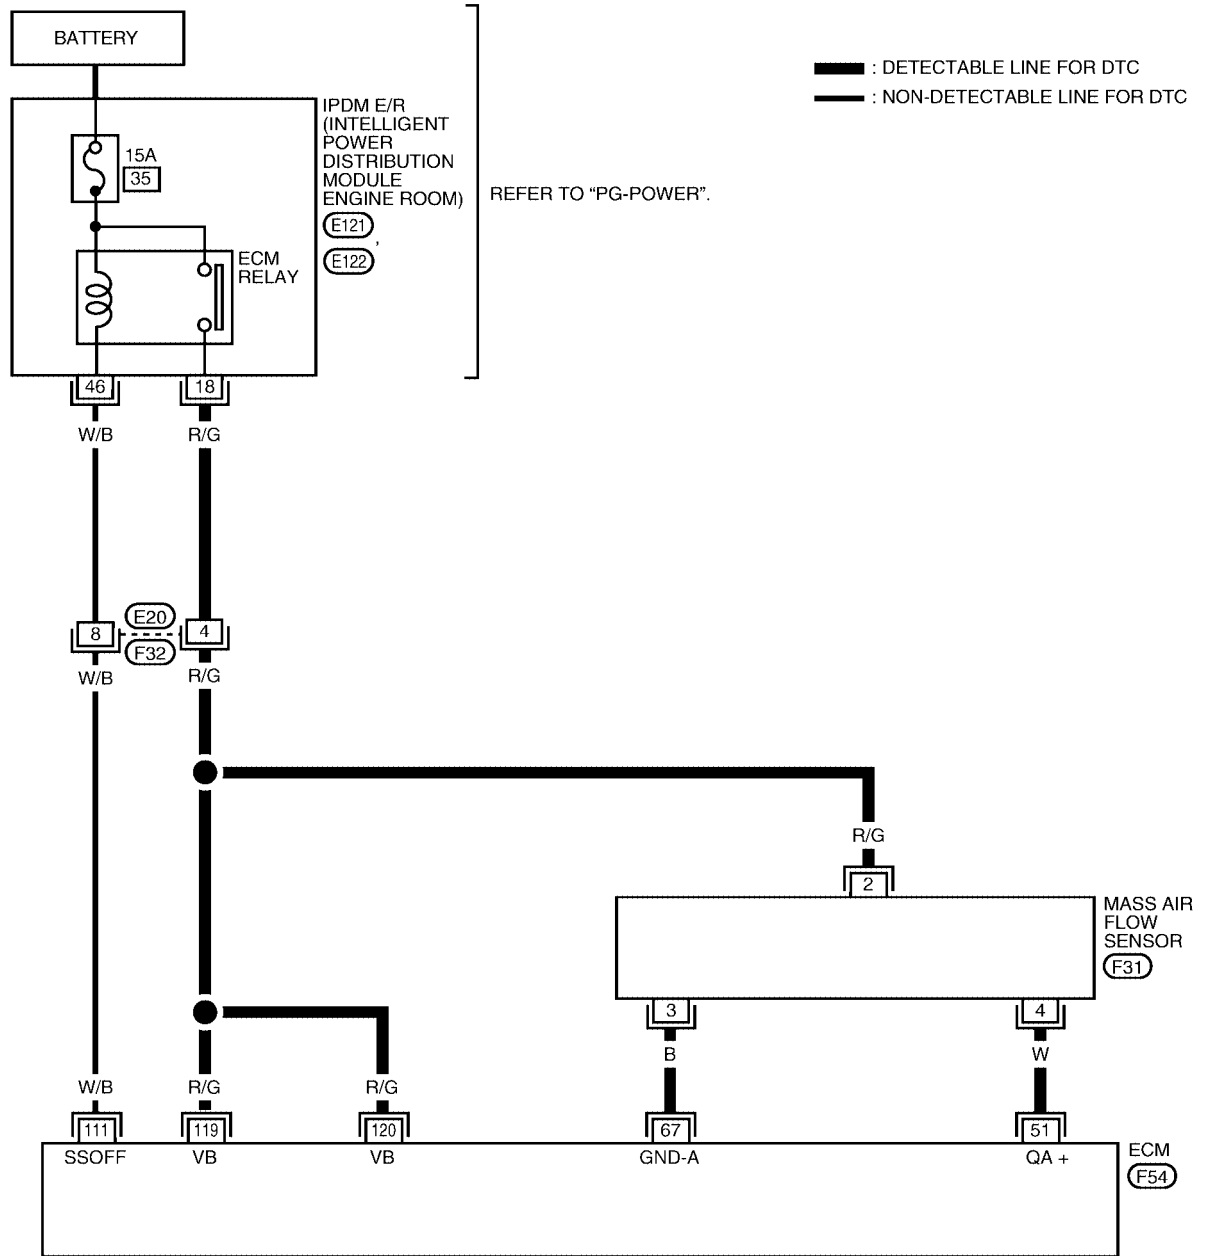 BATTERY
: DETECTABLE LINE FOR DTC
: NON-DETECTABLE LINE FOR DTC
IPDM E/R
(INTELLIGENT
POWER
DISTRIBUTION
MODULE
ENGINE ROOM)
E121
,
E122
15A
35
REFER TO “PG-POWER”.
ECM
RELAY
46
18
W/B
R/G
E20
8
4
F32
W/B
R/G
R/G
2
MASS AIR
FLOW
SENSOR
F31
3
4
B
W
W/B
R/G
R/G
111
119
120
67
51
SSOFF
VB
VB
GND-A
QA +
ECM
F54